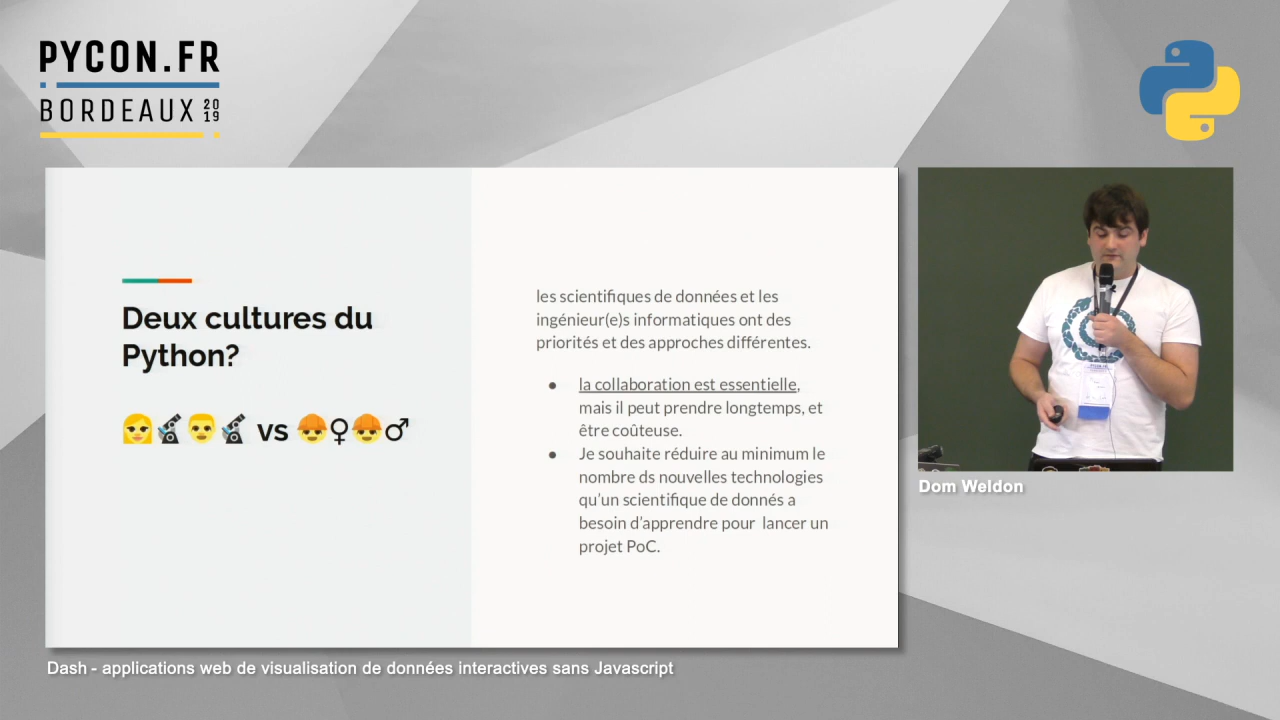 PYCON.FR
BORDEAUX 2019
Deux cultures du
Python?
vs
les scientifiques de données et les
ingénieur(e)s informatiques ont des
priorités et des approches différentes.
● la collaboration est essentielle,
mais il peut prendre longtemps, et
être coûteuse.
● Je souhaite réduire au minimum le
nombre ds nouvelles technologies
qu'un scientifique de donnés a
besoin d'apprendre pour lancer un
projet PoC.
Dom Weldon
Dash - applications web de visualisation de données interactives sans Javascript